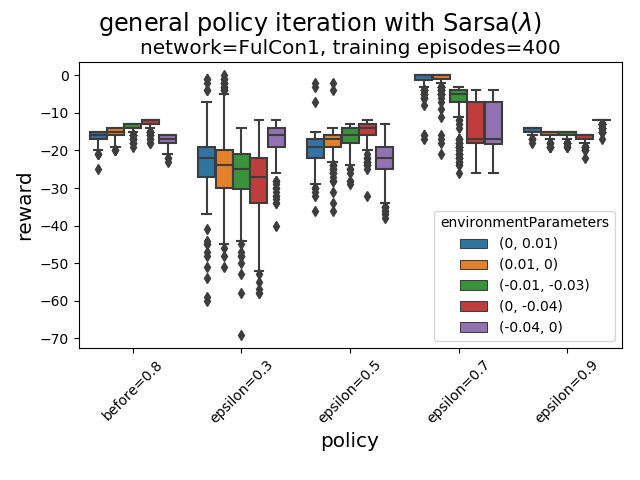 general policy iteration with Sarsa(λ)
network=FulCon1, training episodes=400
reward
0
−10
−20
−30
−40
−50
−60
−70
environmentParameters
(0, 0.01)
(0.01, 0)
(-0.01, -0.03)
(0, -0.04)
(-0.04, 0)
before=0.8
epsilon=0.3
epsilon=0.5
epsilon=0.7
epsilon=0.9
policy